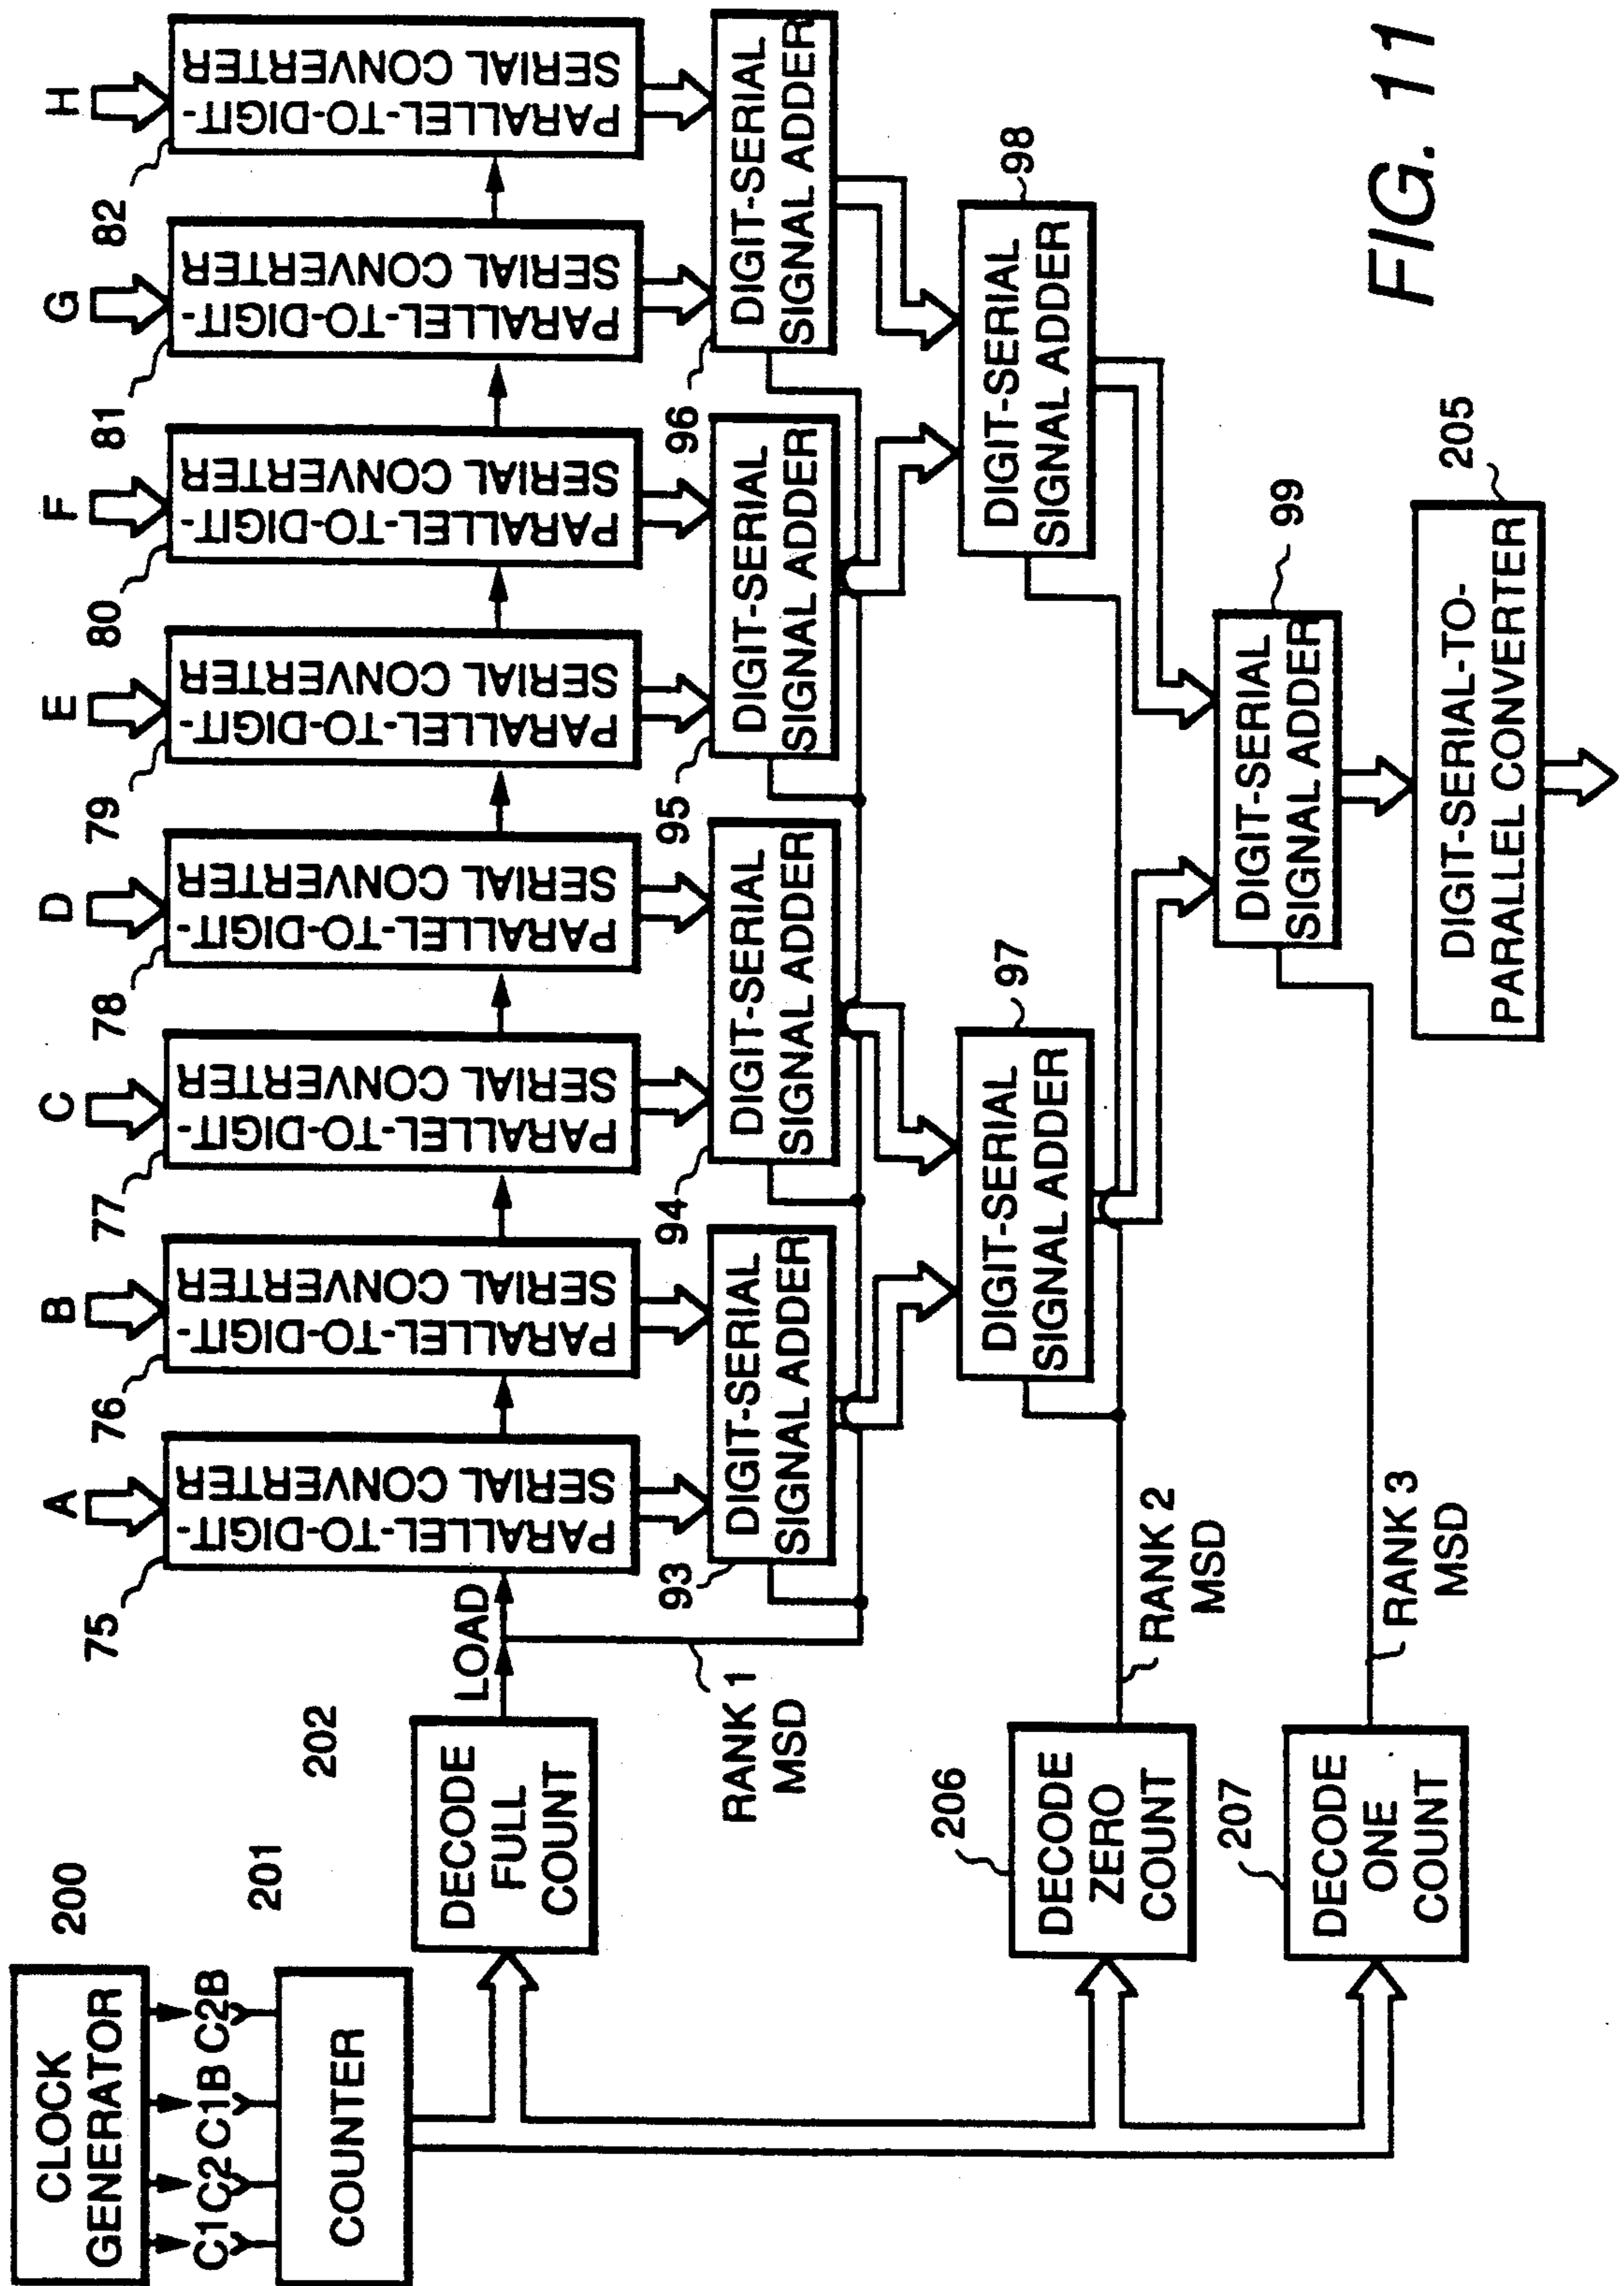 CLOCK
GENERATOR
200
C1
C2
C1B
C2B
201
COUNTER
202
DECODE
FULL
COUNT
LOAD
RANK 1
MSD
206
DECODE
ZERO
COUNT
RANK 2
MSD
207
DECODE
ONE
COUNT
RANK 3
MSD
A
75
PARALLEL-TO-DIGIT-
SERIAL CONVERTER
B
76
PARALLEL-TO-DIGIT-
SERIAL CONVERTER
C
77
PARALLEL-TO-DIGIT-
SERIAL CONVERTER
D
78
PARALLEL-TO-DIGIT-
SERIAL CONVERTER
E
79
PARALLEL-TO-DIGIT-
SERIAL CONVERTER
F
80
PARALLEL-TO-DIGIT-
SERIAL CONVERTER
G
81
PARALLEL-TO-DIGIT-
SERIAL CONVERTER
H
82
PARALLEL-TO-DIGIT-
SERIAL CONVERTER
93
DIGIT-SERIAL
SIGNAL ADDER
94
DIGIT-SERIAL
SIGNAL ADDER
95
DIGIT-SERIAL
SIGNAL ADDER
96
DIGIT-SERIAL
SIGNAL ADDER
97
DIGIT-SERIAL
SIGNAL ADDER
98
DIGIT-SERIAL
SIGNAL ADDER
99
DIGIT-SERIAL
SIGNAL ADDER
205
DIGIT-SERIAL-TO-
PARALLEL CONVERTER
FIG. 11